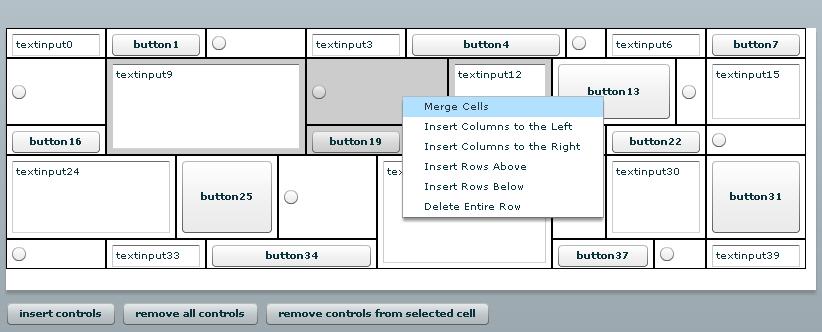 textinput0 button1 textinput3 button4 textinput6 button7
textinput9 textinput12 button13 textinput15
Merge Cells
Insert Columns to the Left
button16 button19 button22
Insert Columns to the Right
Insert Rows Above
textinput24 button25 te textinput30 button31
Insert Rows Below
Delete Entire Row
textinput33 button34 button37 textinput39
insert controls remove all controls remove controls from selected cell